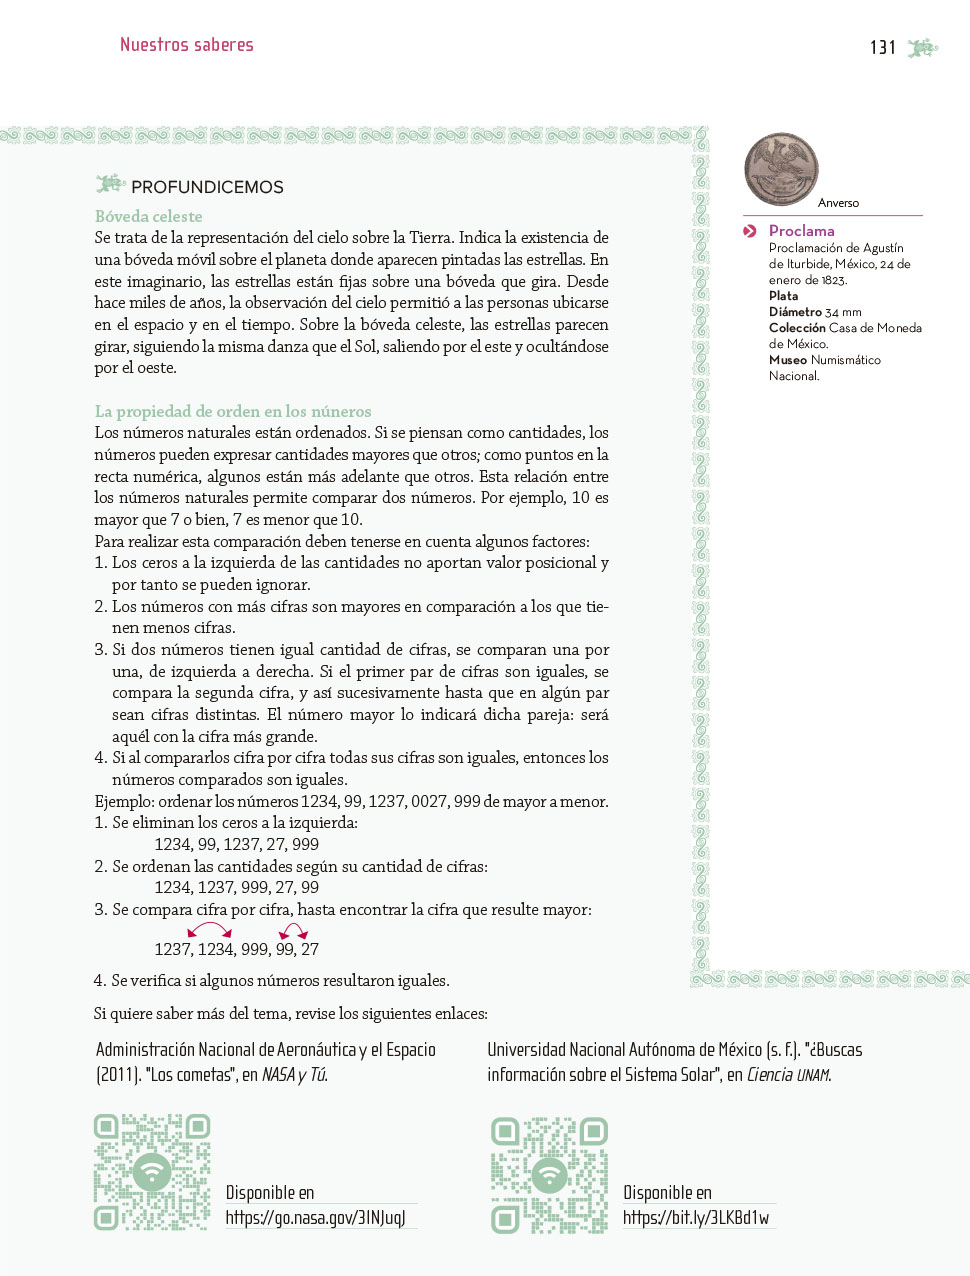 Nuestros saberes
131
PROFUNDICEMOS
Bóveda celeste
Se trata de la representación del cielo sobre la Tierra. Indica la existencia de
una bóveda móvil sobre el planeta donde aparecen pintadas las estrellas. En
este imaginario, las estrellas están fijas sobre una bóveda que gira. Desde
hace miles de años, la observación del cielo permitió a las personas ubicarse
en el espacio y en el tiempo. Sobre la bóveda celeste, las estrellas parecen
girar, siguiendo la misma danza que el Sol, saliendo por el este y ocultándose
por el oeste.
La propiedad de orden en los núneros
Los números naturales están ordenados. Si se piensan como cantidades, los
números pueden expresar cantidades mayores que otros; como puntos en la
recta numérica, algunos están más adelante que otros. Esta relación entre
los números naturales permite comparar dos números. Por ejemplo, 10 es
mayor que 7 o bien, 7 es menor que 10.
Para realizar esta comparación deben tenerse en cuenta algunos factores:
1. Los ceros a la izquierda de las cantidades no aportan valor posicional y
por tanto se pueden ignorar.
2. Los números con más cifras son mayores en comparación a los que tie-
nen menos cifras.
3. Si dos números tienen igual cantidad de cifras, se comparan una por
una, de izquierda a derecha. Si el primer par de cifras son iguales, se
compara la segunda cifra, y así sucesivamente hasta que en algún par
sean cifras distintas. El número mayor lo indicará dicha pareja: será
aquél con la cifra más grande.
4. Si al compararlos cifra por cifra todas sus cifras son iguales, entonces los
números comparados son iguales.
Ejemplo: ordenar los números 1234, 99, 1237, 0027, 999 de mayor a menor.
1. Se eliminan los ceros a la izquierda:
1234, 99, 1237, 27, 999
2. Se ordenan las cantidades según su cantidad de cifras:
1234, 1237, 999, 27, 99
3. Se compara cifra por cifra, hasta encontrar la cifra que resulte mayor:
1237, 1234, 999, 99, 27
4. Se verifica si algunos números resultaron iguales.
Si quiere saber más del tema, revise los siguientes enlaces:
Administración Nacional de Aeronáutica y el Espacio
(2011). "Los cometas", en NASA y Tú.
Disponible en
https://go.nasa.gov/3INJuqJ
Universidad Nacional Autónoma de México (s. f.). "¿Buscas
información sobre el Sistema Solar", en Ciencia UNAM.
Disponible en
https://bit.ly/3LKBd1w
Anverso
Proclama
Proclamación de Agustín
de Iturbide, México, 24 de
enero de 1823.
Plata
Diámetro 34 mm
Colección Casa de Moneda
de México.
Museo Numismático
Nacional.